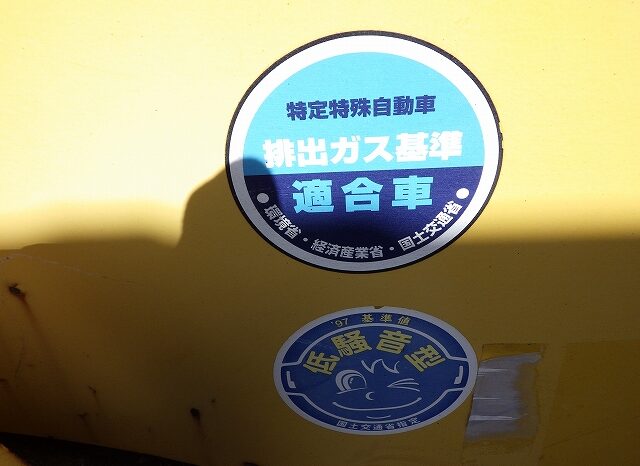 特定特殊自動車
排出ガス基準
適合車
環境省・経済産業省・国土交通省
'97 基準値
低騒音型
国土交通省指定